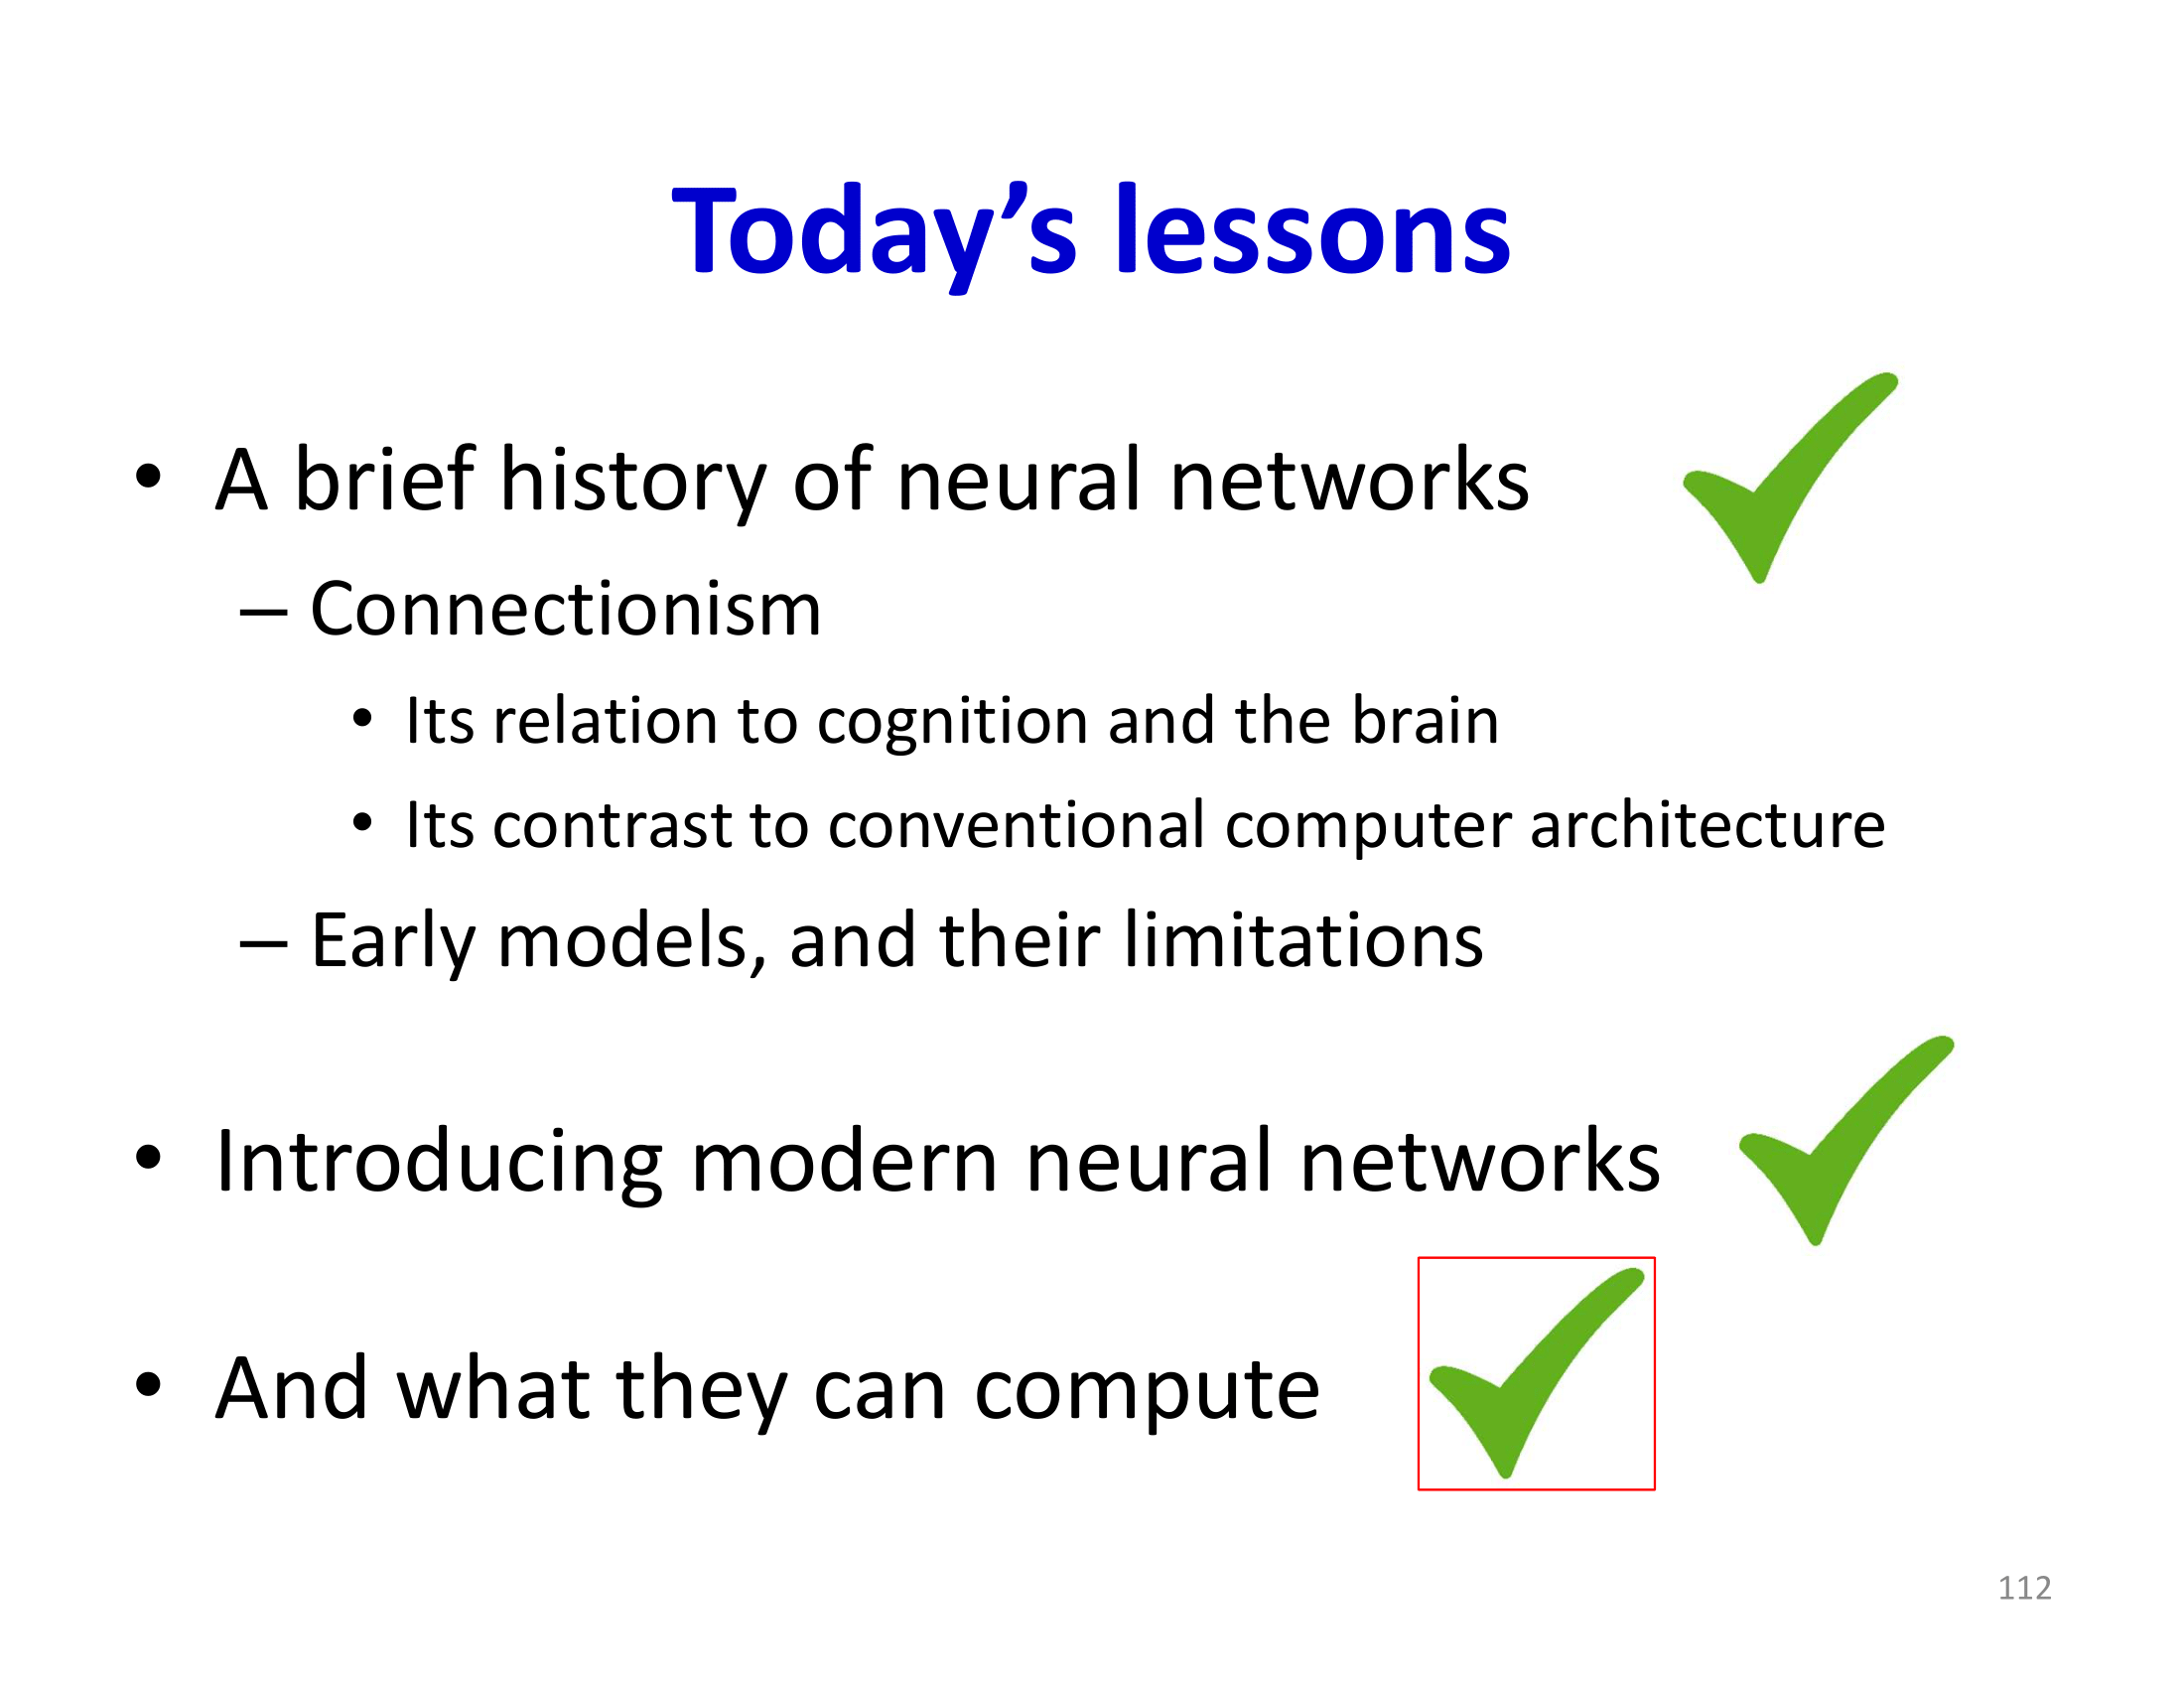 Today’s lessons
• A brief history of neural networks
– Connectionism
• Its relation to cognition and the brain
• Its contrast to conventional computer architecture
– Early models, and their limitations
• Introducing modern neural networks
• And what they can compute
112